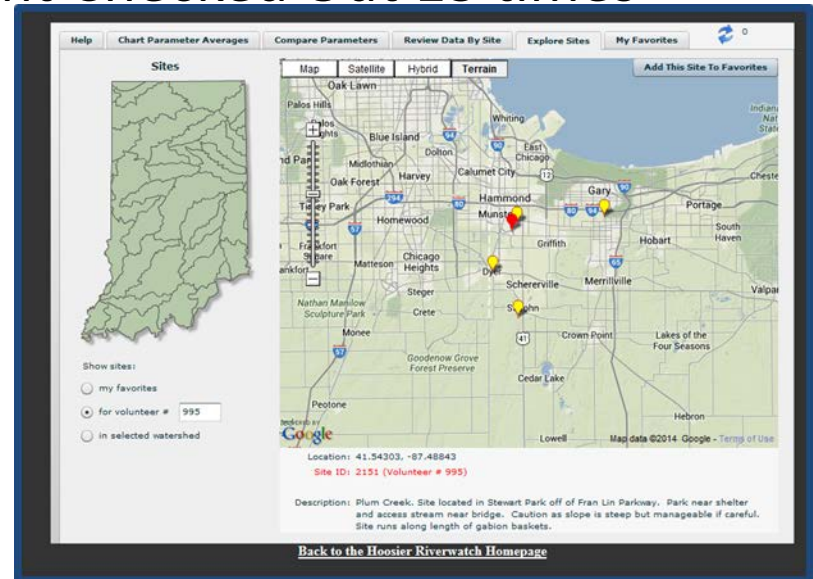 Help Chart Parameter Averages Compare Parameters Review Data By Site Explore Sites My Favorites 0
Sites
Map Satellite Hybrid Terrain Add This Site To Favorites
Oak Lawn
Palos Hills
Whiting
Blue Island
East Chicago
Dolton
Midlothian
Harvey
Calumet City
Oak Forest
Gary
Hammond
Portage
Homewood
South Haven
Griffith
Hobart
Matteson
Chicago Heights
Dyer
Schererville
Merrillville
Steger
Nathan Manilow Sculpture Park
Crete
Monee
Crown Point
Lakes of the Four Seasons
Goodenow Grove Forest Preserve
Cedar Lake
Peotone
Hebron
Google
Lowell
Map data ©2014 Google - Terms of Use
Show sites:
my favorites
for volunteer # 995
in selected watershed
Location: 41.54303, -87.48843
Site ID: 2151 (Volunteer # 995)
Description: Plum Creek. Site located in Stewart Park off of Fran Lin Parkway. Park near shelter
and access stream near bridge. Caution as slope is steep but manageable if careful.
Site runs along length of gabion baskets.
Back to the Hoosier Riverwatch Homepage